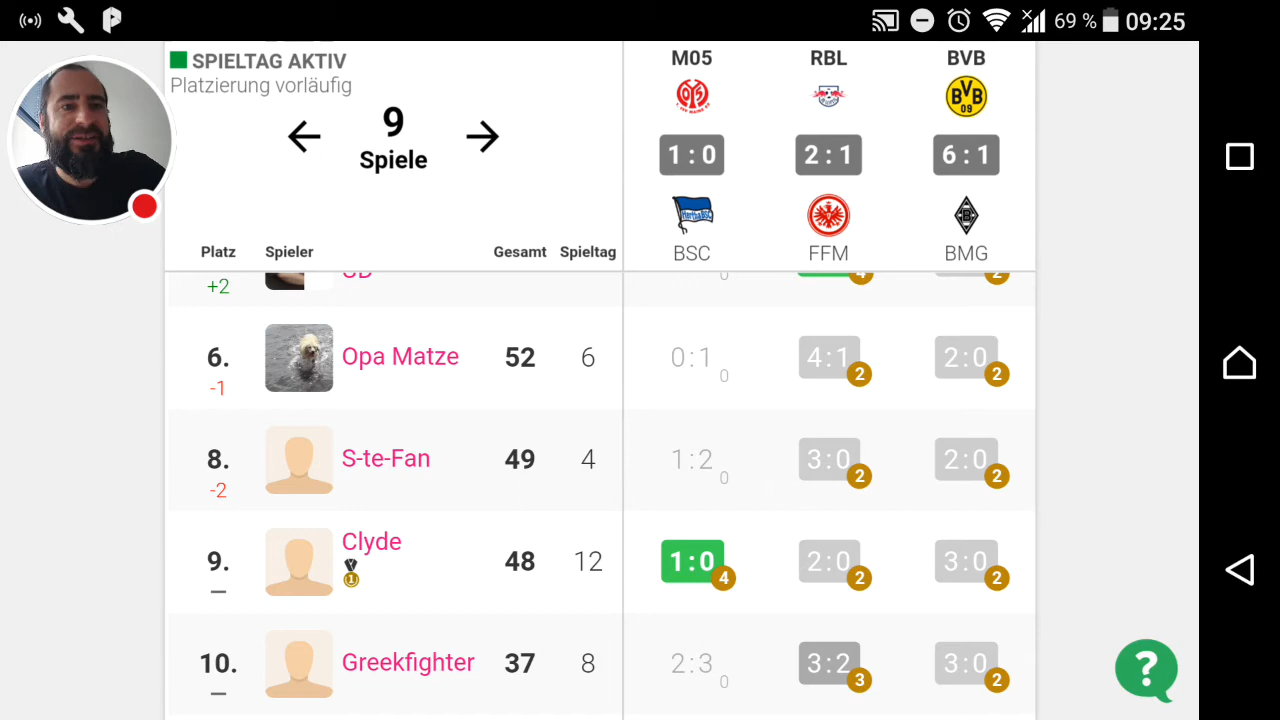 69 % 09:25
SPIELTAG AKTIV
Platzierung vorläufig
9
Spiele
M05 RBL BVB
1:0 2:1 6:1
BSC FFM BMG
Platz Spieler Gesamt Spieltag
+2 0 4 2
6. Opa Matze 52 6 0:1 0 4:1 2 2:0 2
-1
8. S-te-Fan 49 4 1:2 0 3:0 2 2:0 2
-2
9. Clyde 48 12 1:0 4 2:0 2 3:0 2
– 1
10. Greekfighter 37 8 2:3 0 3:2 3 3:0 2
–
?